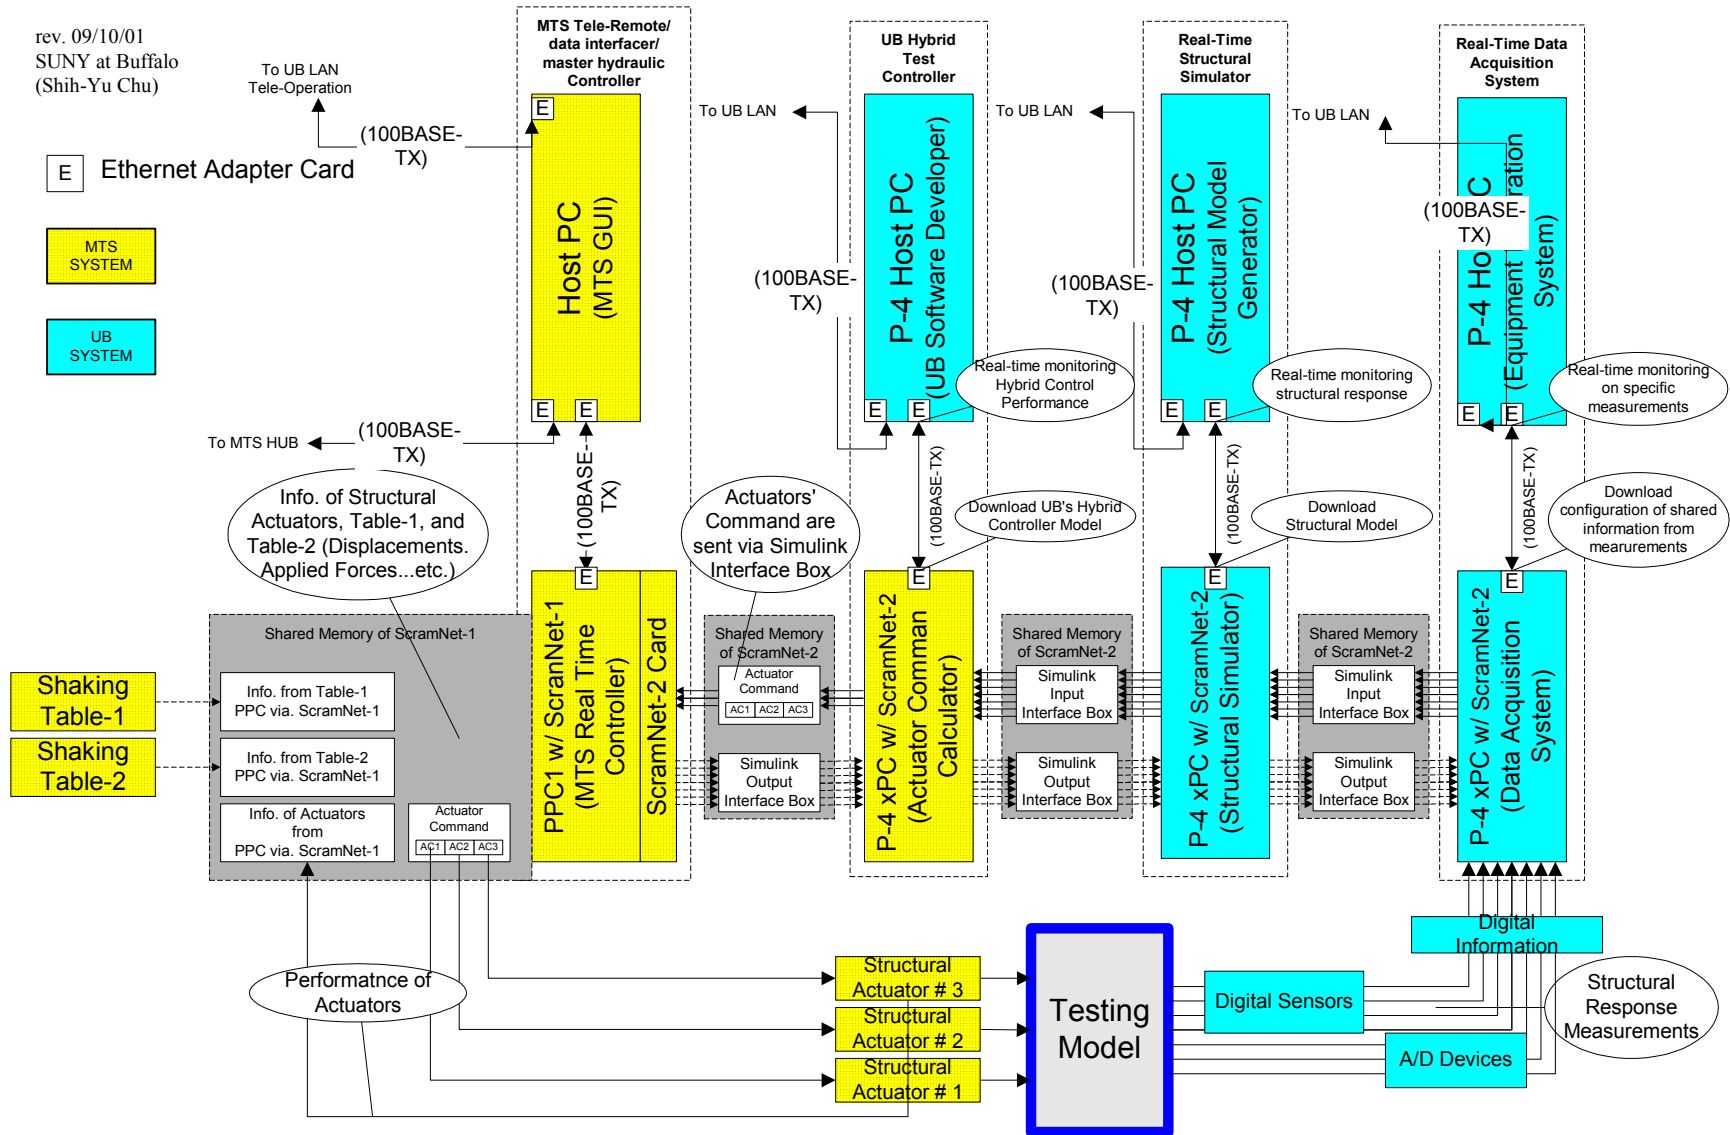 rev. 09/10/01
SUNY at Buffalo
(Shih-Yu Chu)
E
Ethernet Adapter Card
MTS
SYSTEM
UB
SYSTEM
To UB LAN
Tele-Operation
(100BASE-
TX)
MTS Tele-Remote/
data interfacer/
master hydraulic
Controller
E
Host PC
(MTS GUI)
E
E
To MTS HUB
(100BASE-
TX)
(100BASE-
TX)
UB Hybrid
Test
Controller
To UB LAN
(100BASE-
TX)
P-4 Host PC
(UB Software Developer)
E
E
Real-time monitoring
Hybrid Control
Performance
(100BASE-TX)
Real-Time
Structural
Simulator
To UB LAN
(100BASE-
TX)
P-4 Host PC
(Structural Model
Generator)
E
E
Real-time monitoring
structural response
(100BASE-TX)
Real-Time Data
Acquisition
System
To UB LAN
(100BASE-
TX)
P-4 Ho C
(Equipment ration
System)
E
E
Real-time monitoring
on specific
measurements
(100BASE-TX)
Info. of Structural
Actuators, Table-1, and
Table-2 (Displacements.
Applied Forces...etc.)
Actuators'
Command are
sent via Simulink
Interface Box
Download UB's Hybrid
Controller Model
Download
Structural Model
Download
configuration of shared
information from
mearurements
Shaking
Table-1
Shaking
Table-2
Shared Memory of ScramNet-1
Info. from Table-1
PPC via. ScramNet-1
Info. from Table-2
PPC via. ScramNet-1
Info. of Actuators
from
PPC via. ScramNet-1
Actuator
Command
AC1 AC2 AC3
E
PPC1 w/ ScranNet-1
(MTS Real Time
Controller)
ScramNet-2 Card
Shared Memory
of ScramNet-2
Actuator
Command
AC1 AC2 AC3
Simulink
Output
Interface Box
E
P-4 xPC w/ ScramNet-2
(Actuator Comman
Calculator)
Shared Memory
of ScramNet-2
Simulink
Input
Interface Box
Simulink
Output
Interface Box
E
P-4 xPC w/ ScramNet-2
(Structural Simulator)
Shared Memory
of ScramNet-2
Simulink
Input
Interface Box
Simulink
Output
Interface Box
E
P-4 xPC w/ ScramNet-2
(Data Acquisition
System)
Performatnce of
Actuators
Structural
Actuator # 3
Structural
Actuator # 2
Structural
Actuator # 1
Testing
Model
Digital Sensors
A/D Devices
Digital
Information
Structural
Response
Measurements